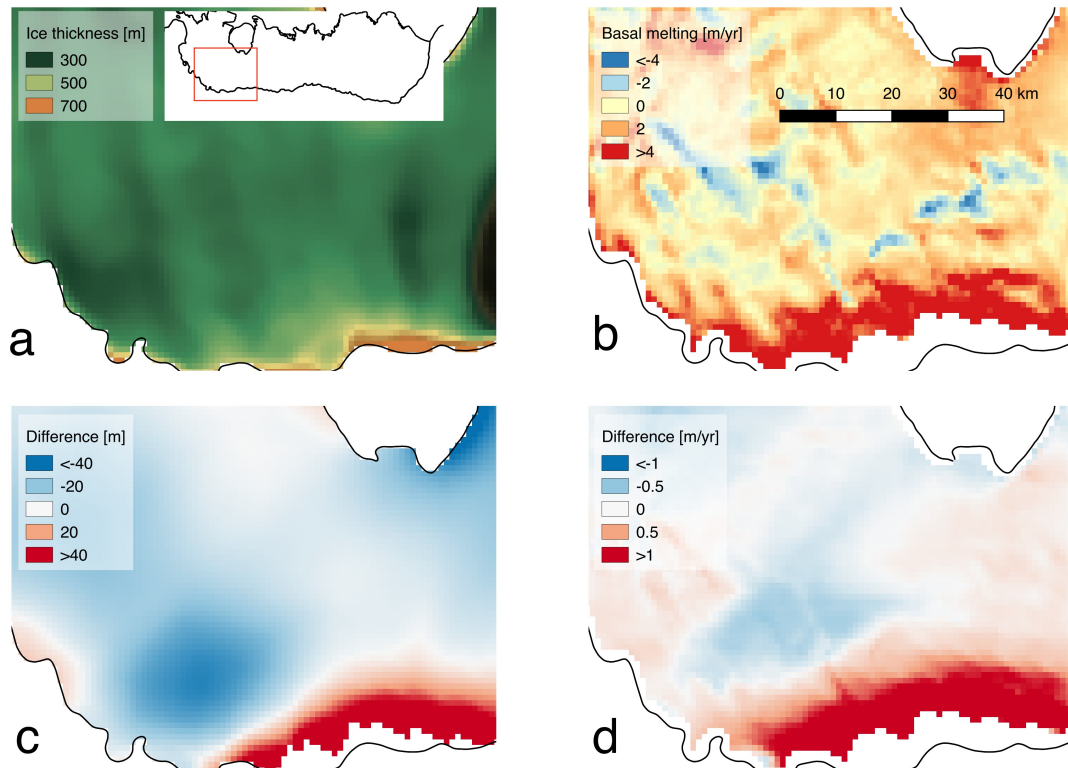 Ice thickness [m]
300
500
700
a
Basal melting [m/yr]
<-4
-2
0
2
>4
0 10 20 30 40 km
b
Difference [m]
<-40
-20
0
20
>40
c
Difference [m/yr]
<-1
-0.5
0
0.5
>1
d